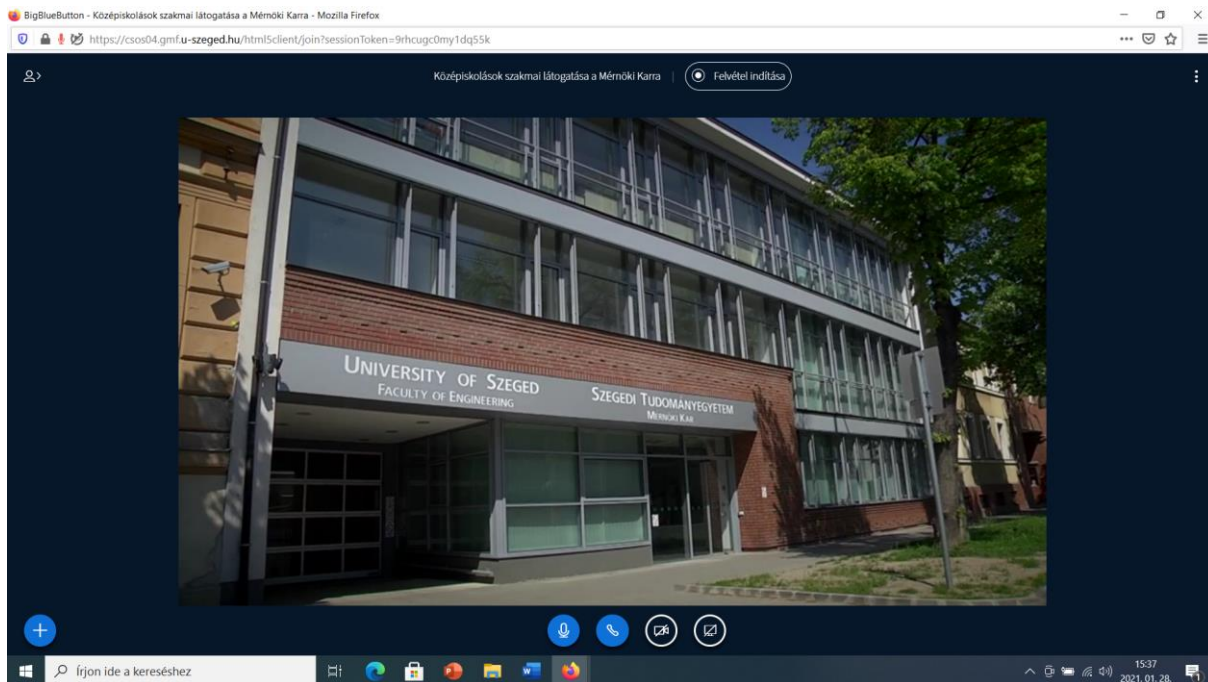 BigBlueButton - Középiskolások szakmai látogatása a Mérnöki Karra - Mozilla Firefox
https://csos04.gmf.u-szeged.hu/html5client/join?sessionToken=9rhcugc0my1dq55k
Középiskolások szakmai látogatása a Mérnöki Karra | Felvétel indítása
UNIVERSITY OF SZEGED
FACULTY OF ENGINEERING
SZEGEDI TUDOMÁNYEGYETEM
MÉRNÖKI KAR
Írjon ide a kereséshez
15:37
2021. 01. 28.
1